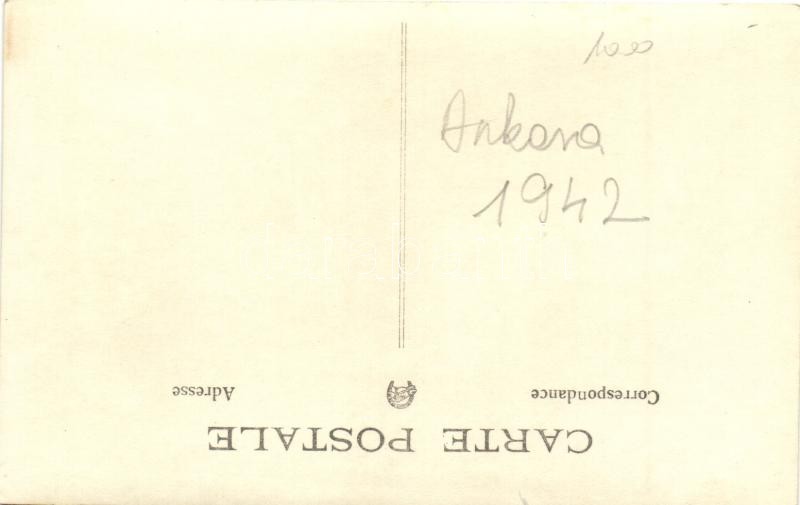 1000
Ankara
1942
CARTE POSTALE
Correspondance
Adresse